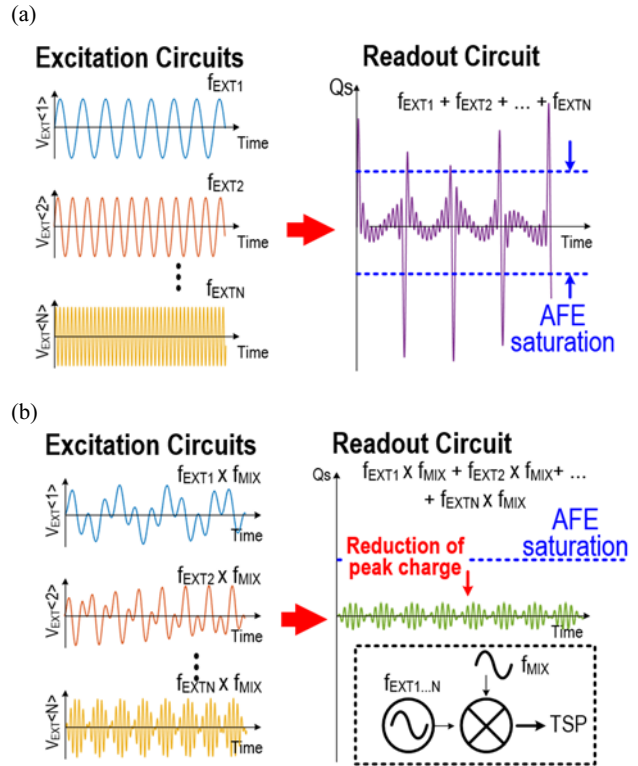 (a)
Excitation Circuits
Readout Circuit
fEXT1
VEXT<1>
Time
fEXT2
VEXT<2>
Time
fEXTN
VEXT<N>
Time
Qs
fEXT1 + fEXT2 + ... + fEXTN
Time
AFE
saturation
(b)
Excitation Circuits
Readout Circuit
fEXT1 X fMIX
VEXT<1>
Time
fEXT2 X fMIX
VEXT<2>
Time
fEXTN X fMIX
VEXT<N>
Time
Qs
fEXT1 X fMIX + fEXT2 X fMIX+ ...
+ fEXTN X fMIX
AFE
saturation
Reduction of
peak charge
Time
fMIX
fEXT1...N
TSP